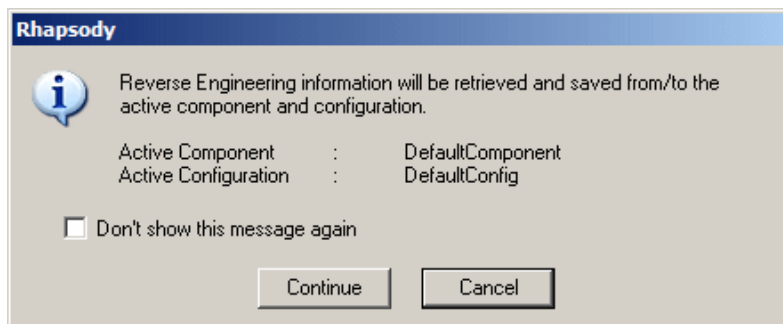 Rhapsody
Reverse Engineering information will be retrieved and saved from/to the
active component and configuration.
Active Component : DefaultComponent
Active Configuration : DefaultConfig
Don't show this message again
Continue Cancel